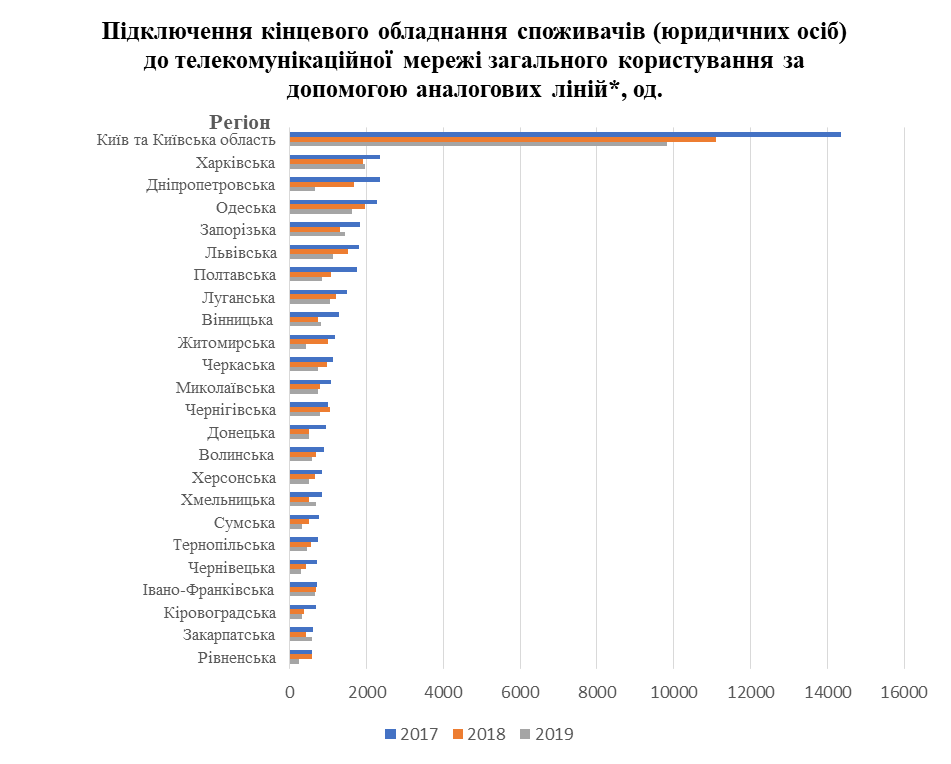 Підключення кінцевого обладнання споживачів (юридичних осіб)
до телекомунікаційної мережі загального користування за
допомогою аналогових ліній*, од.
Регіон
Київ та Київська область
Харківська
Дніпропетровська
Одеська
Запорізька
Львівська
Полтавська
Луганська
Вінницька
Житомирська
Черкаська
Миколаївська
Чернігівська
Донецька
Волинська
Херсонська
Хмельницька
Сумська
Тернопільська
Чернівецька
Івано-Франківська
Кіровоградська
Закарпатська
Рівненська
0 2000 4000 6000 8000 10000 12000 14000 16000
2017 2018 2019